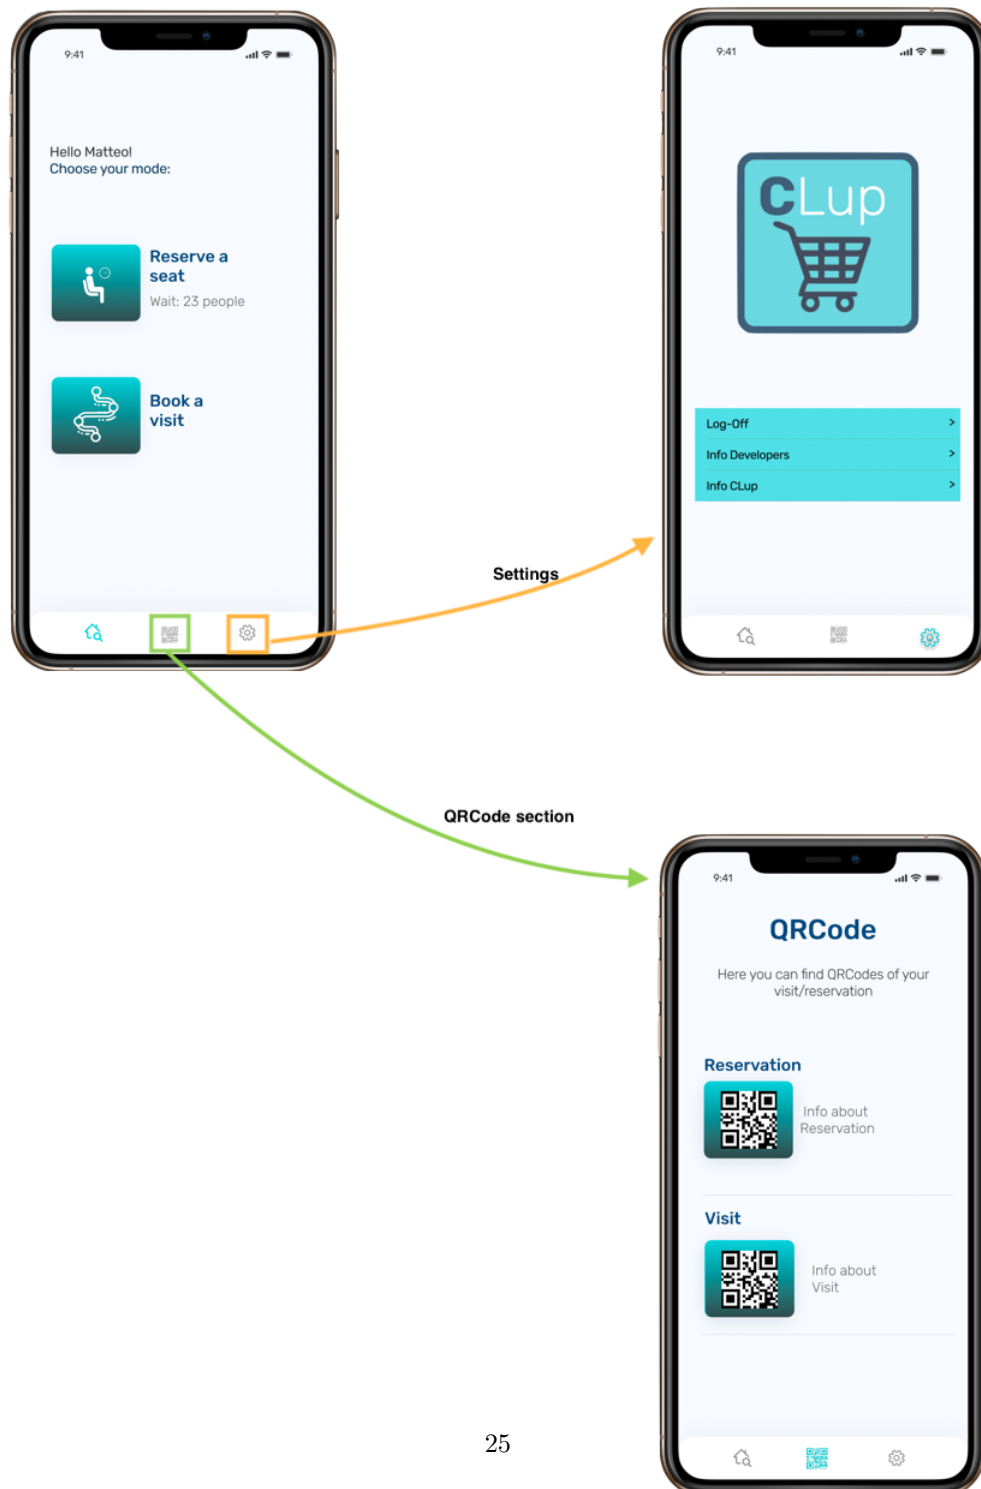 9:41
Hello Matteo!
Choose your mode:
Reserve a
seat
Wait: 23 people
Book a
visit
9:41
CLup
Log-Off >
Info Developers >
Info CLup >
Settings
QRCode section
9:41
QRCode
Here you can find QRCodes of your
visit/reservation
Reservation
Info about
Reservation
Visit
Info about
Visit
25